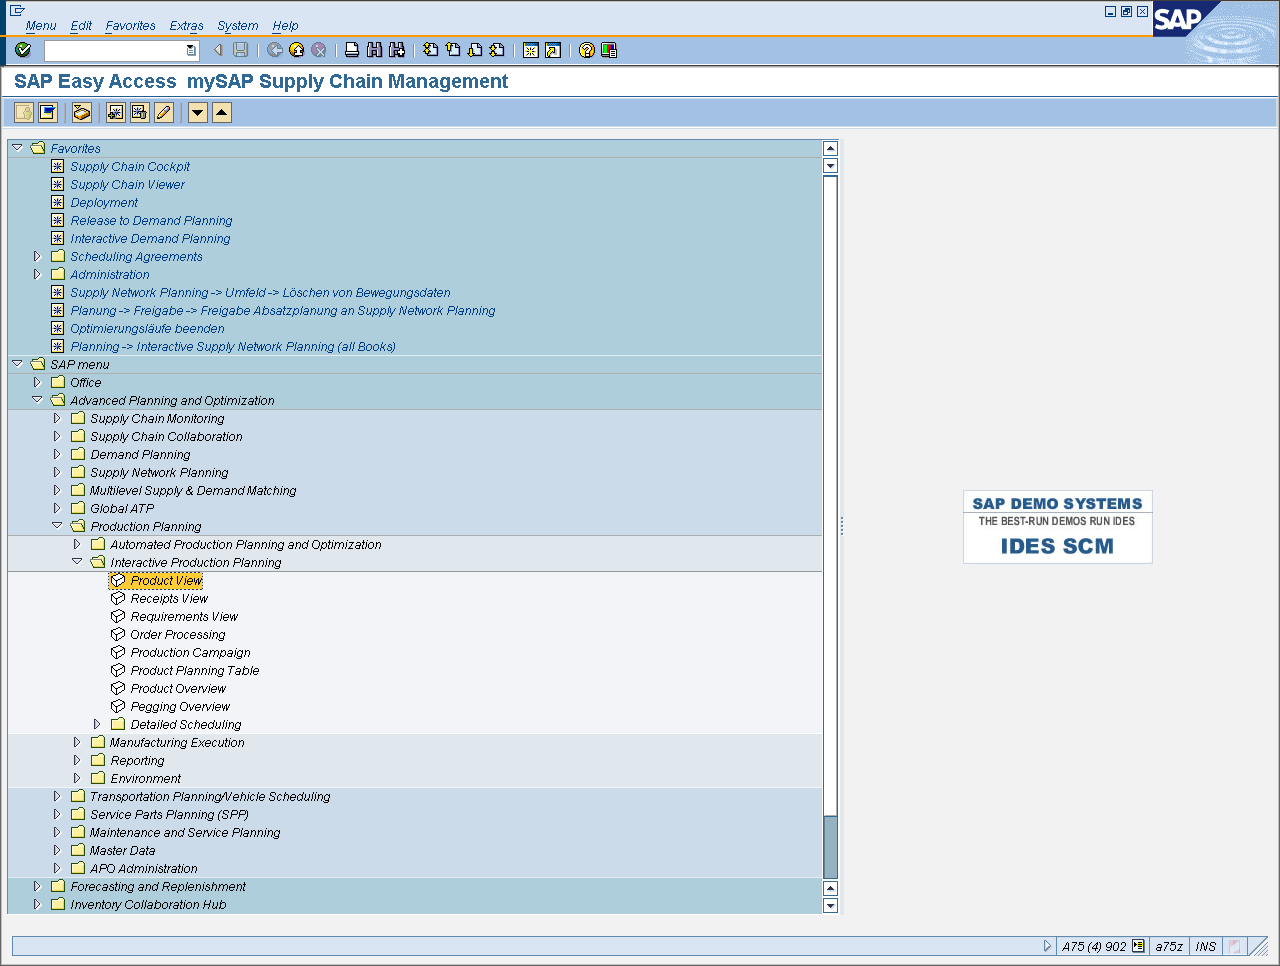 Menu Edit Favorites Extras System Help
SAP
SAP Easy Access mySAP Supply Chain Management
Favorites
Supply Chain Cockpit
Supply Chain Viewer
Deployment
Release to Demand Planning
Interactive Demand Planning
Scheduling Agreements
Administration
Supply Network Planning -> Umfeld -> Löschen von Bewegungsdaten
Planung -> Freigabe -> Freigabe Absatzplanung an Supply Network Planning
Optimierungsläufe beenden
Planning -> Interactive Supply Network Planning (all Books)
SAP menu
Office
Advanced Planning and Optimization
Supply Chain Monitoring
Supply Chain Collaboration
Demand Planning
Supply Network Planning
Multilevel Supply & Demand Matching
Global ATP
Production Planning
Automated Production Planning and Optimization
Interactive Production Planning
Product View
Receipts View
Requirements View
Order Processing
Production Campaign
Product Planning Table
Product Overview
Pegging Overview
Detailed Scheduling
Manufacturing Execution
Reporting
Environment
Transportation Planning/Vehicle Scheduling
Service Parts Planning (SPP)
Maintenance and Service Planning
Master Data
APO Administration
Forecasting and Replenishment
Inventory Collaboration Hub
SAP DEMO SYSTEMS
THE BEST-RUN DEMOS RUN IDES
IDES SCM
A75 (4) 902 a75z INS